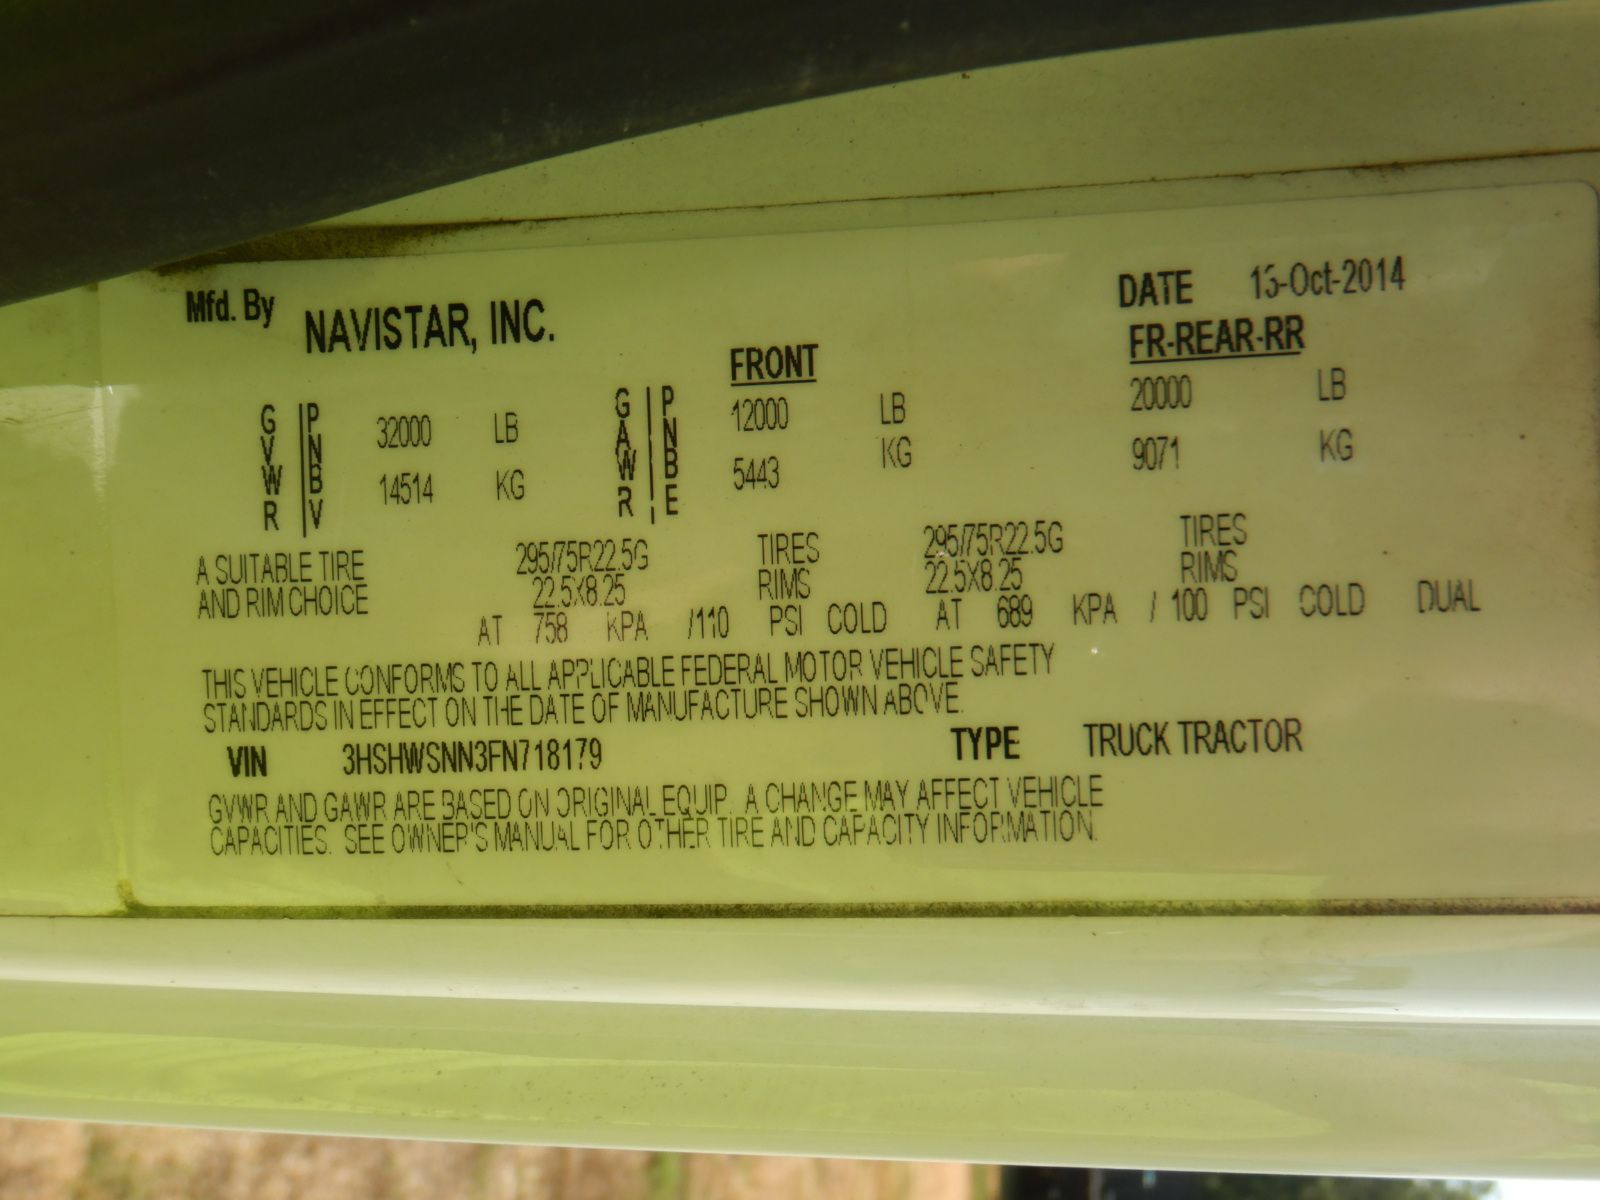 Mfd. By NAVISTAR, INC. DATE 13-Oct-2014
FRONT FR-REAR-RR
GVWR PNBV 32000 LB GAWR PNBE 12000 LB 20000 LB
14514 KG 5443 KG 9071 KG
A SUITABLE TIRE 295/75R22.5G TIRES 295/75R22.5G TIRES
AND RIM CHOICE 22.5X8.25 RIMS 22.5X8.25 RIMS
AT 758 KPA /110 PSI COLD AT 689 KPA / 100 PSI COLD DUAL
THIS VEHICLE CONFORMS TO ALL APPLICABLE FEDERAL MOTOR VEHICLE SAFETY
STANDARDS IN EFFECT ON THE DATE OF MANUFACTURE SHOWN ABOVE.
VIN 3HSHWSNN3FN718179 TYPE TRUCK TRACTOR
GVWR AND GAWR ARE BASED ON ORIGINAL EQUIP. A CHANGE MAY AFFECT VEHICLE
CAPACITIES. SEE OWNER'S MANUAL FOR OTHER TIRE AND CAPACITY INFORMATION.